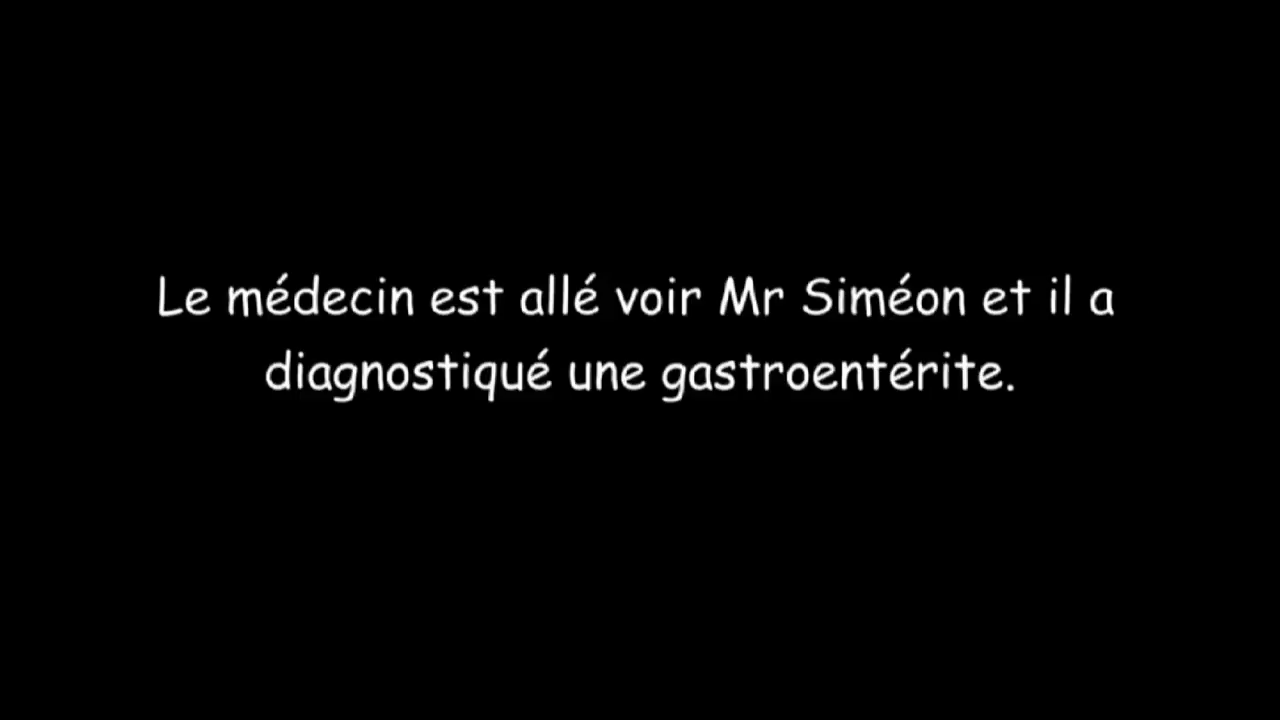 Le médecin est allé voir Mr Siméon et il a
diagnostiqué une gastroentérite.